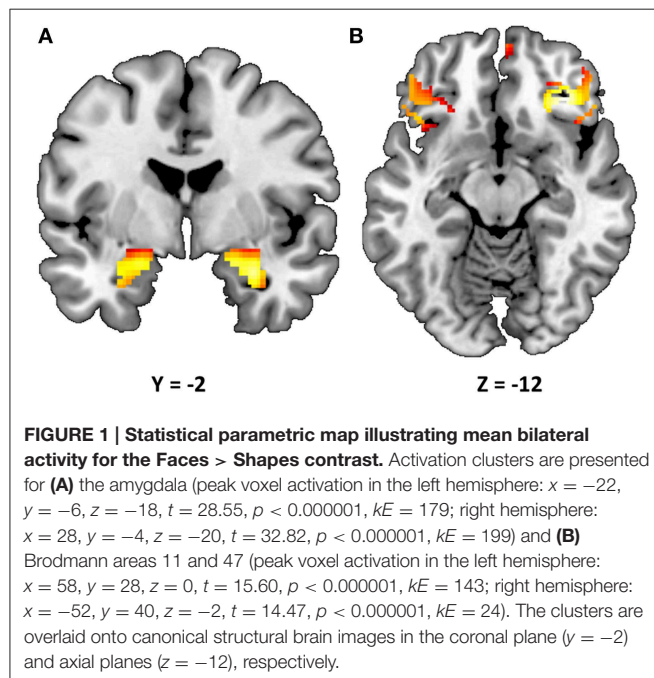 A
B
Y = -2
Z = -12
FIGURE 1 | Statistical parametric map illustrating mean bilateral
activity for the Faces > Shapes contrast. Activation clusters are presented
for (A) the amygdala (peak voxel activation in the left hemisphere: x = −22,
y = −6, z = −18, t = 28.55, p < 0.000001, kE = 179; right hemisphere:
x = 28, y = −4, z = −20, t = 32.82, p < 0.000001, kE = 199) and (B)
Brodmann areas 11 and 47 (peak voxel activation in the left hemisphere:
x = 58, y = 28, z = 0, t = 15.60, p < 0.000001, kE = 143; right hemisphere:
x = −52, y = 40, z = −2, t = 14.47, p < 0.000001, kE = 24). The clusters are
overlaid onto canonical structural brain images in the coronal plane (y = −2)
and axial planes (z = −12), respectively.